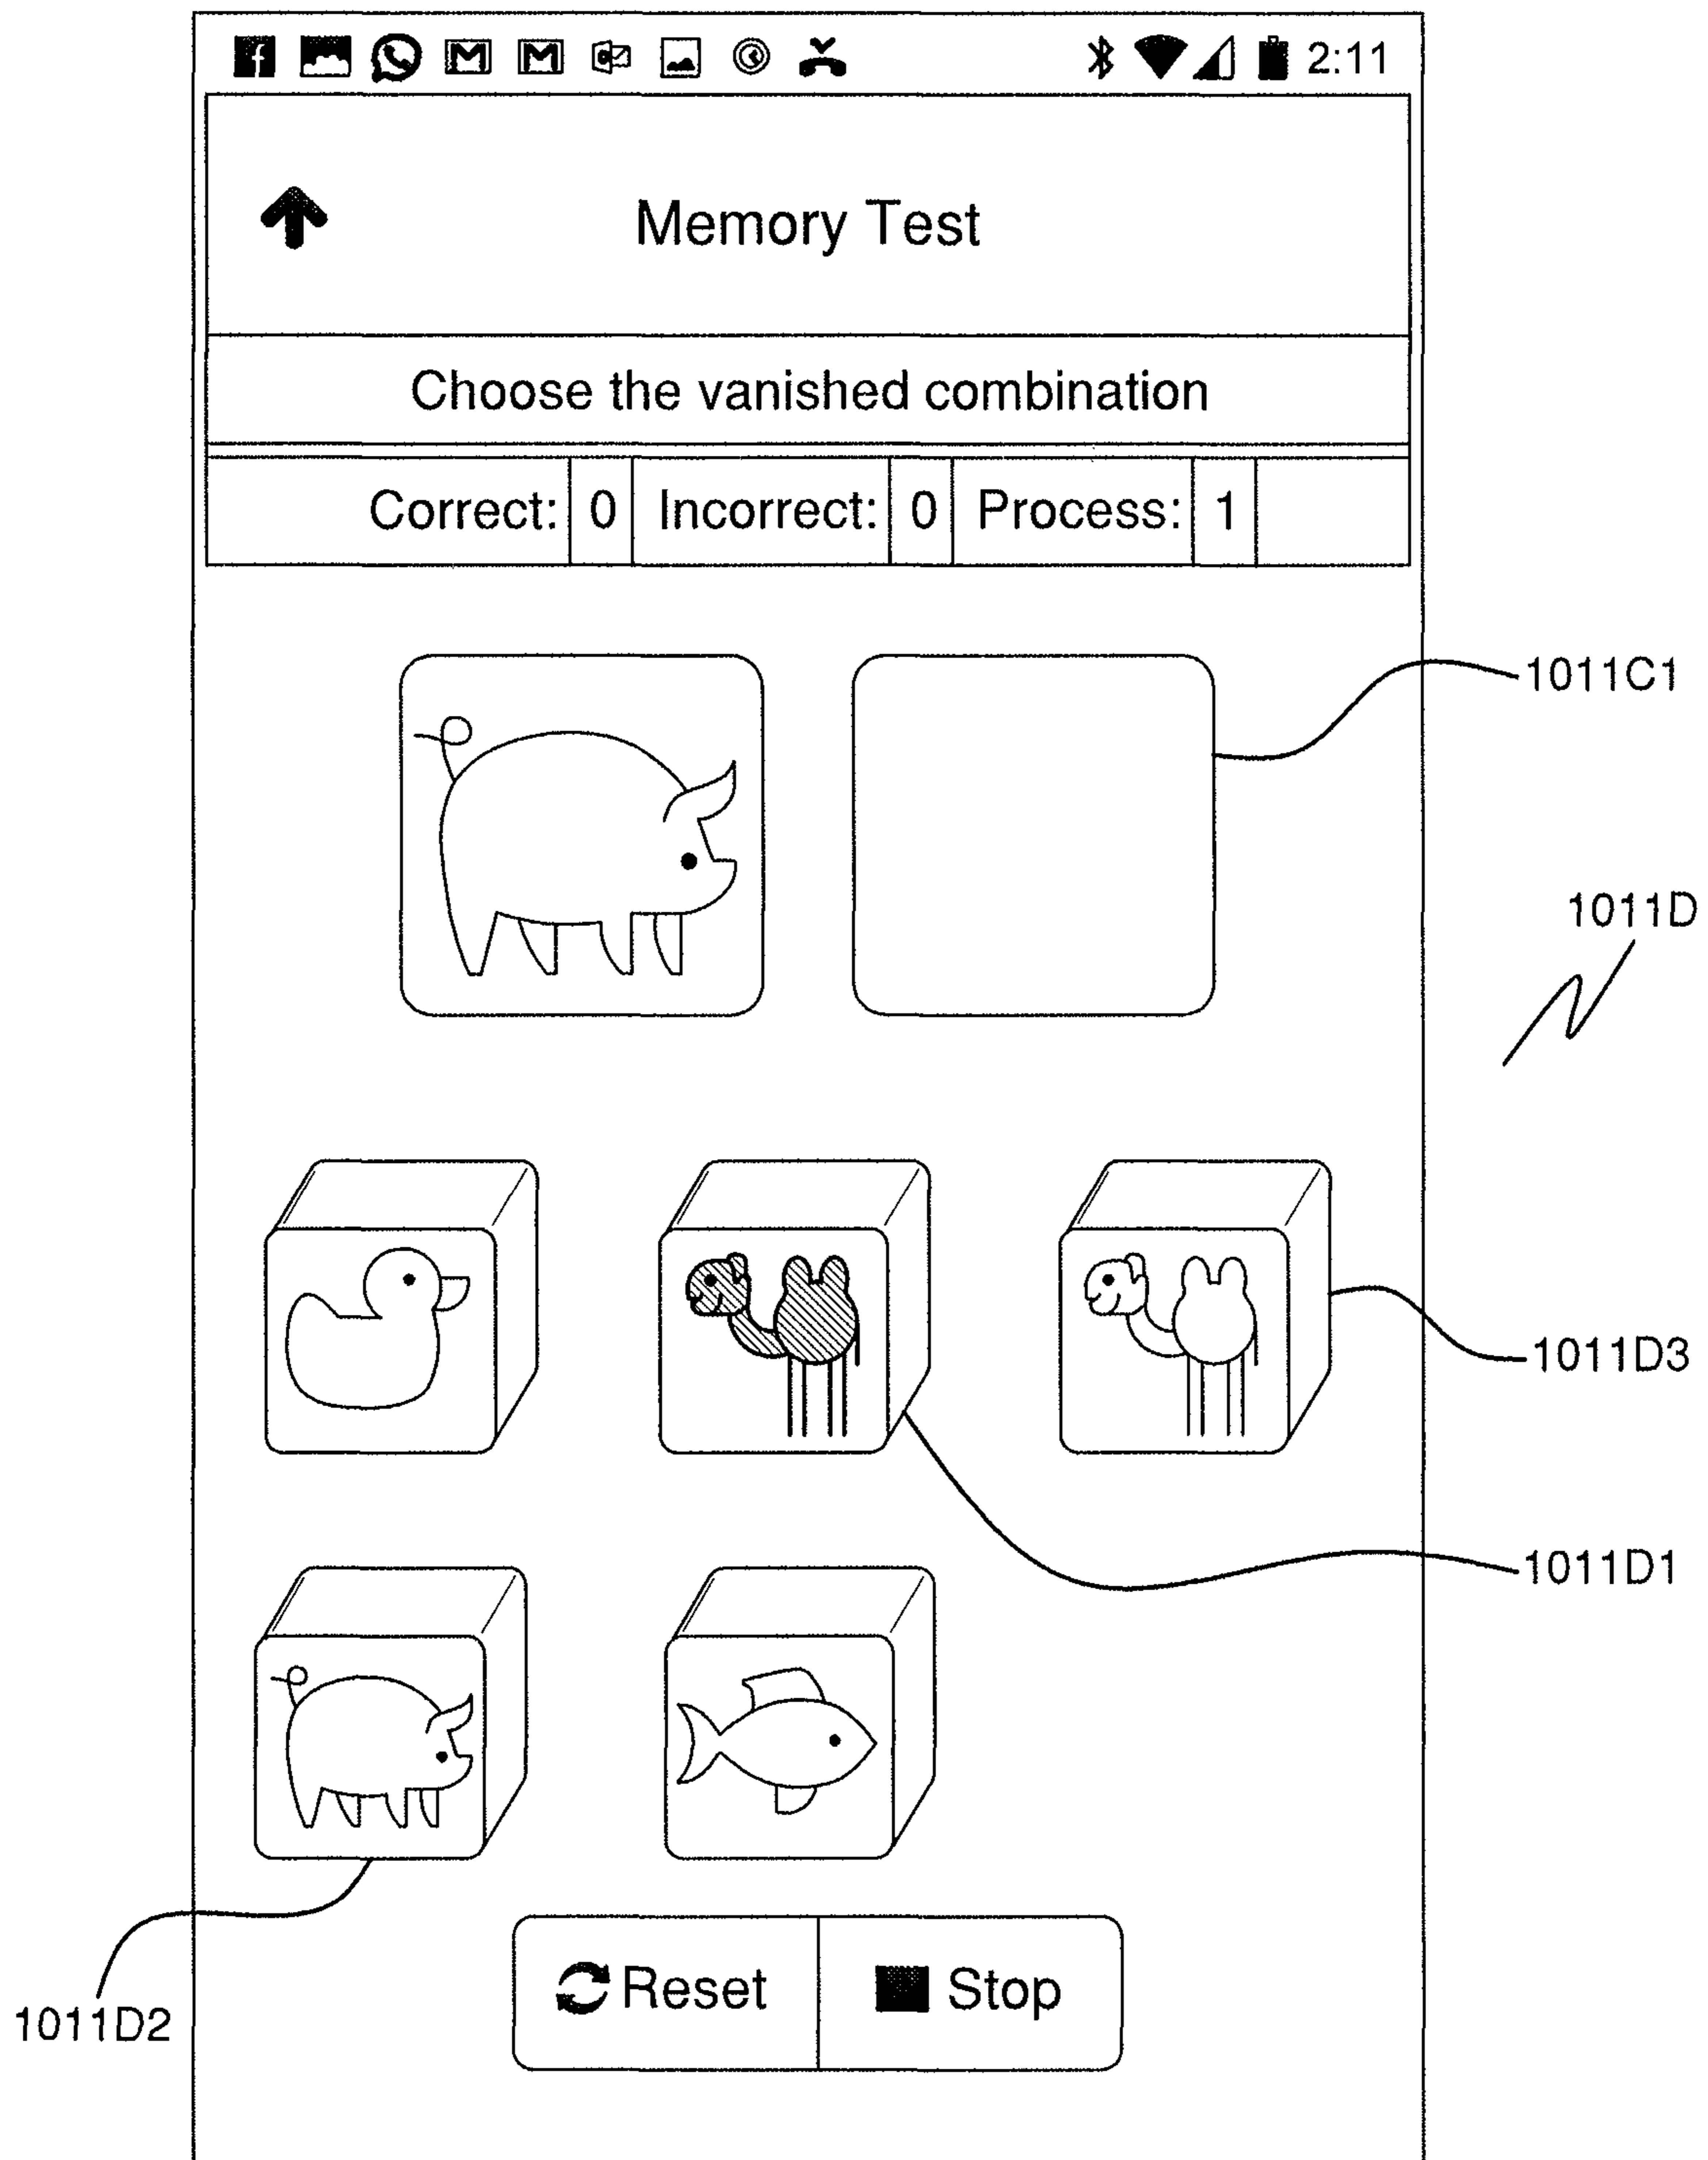 2:11
Memory Test
Choose the vanished combination
Correct: 0 Incorrect: 0 Process: 1
1011C1
1011D
1011D3
1011D1
1011D2
Reset Stop